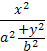 x²
a² +y²
b²